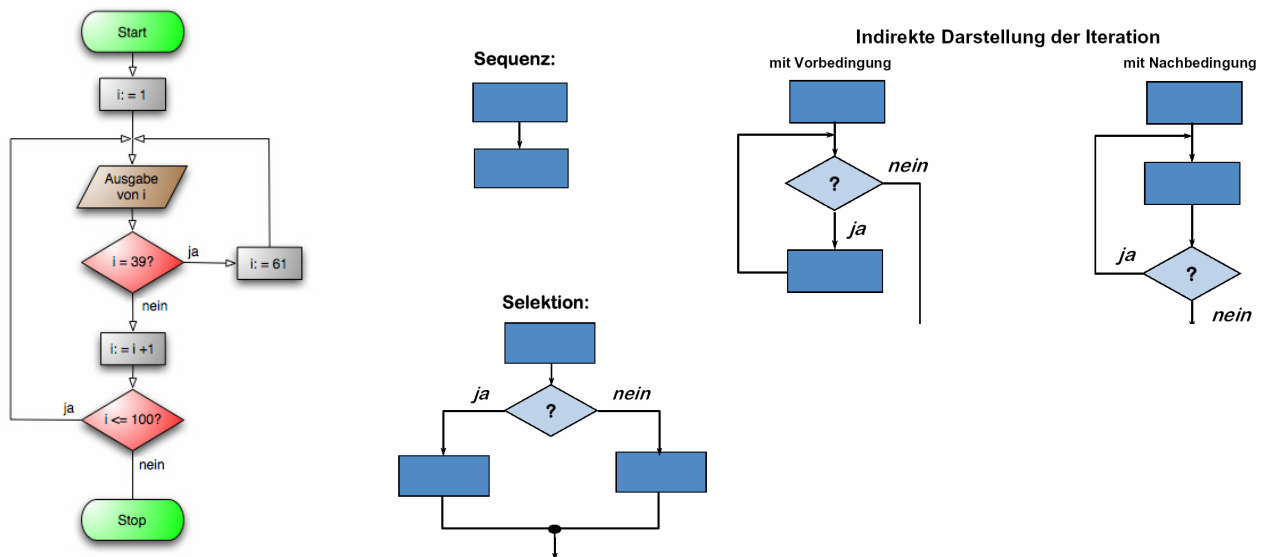 Start
i: = 1
Ausgabe
von i
i = 39?
ja
i: = 61
nein
i: = i +1
i <= 100?
ja
nein
Stop
Sequenz:
Selektion:
?
ja
nein
Indirekte Darstellung der Iteration
mit Vorbedingung
?
nein
ja
mit Nachbedingung
ja
?
nein